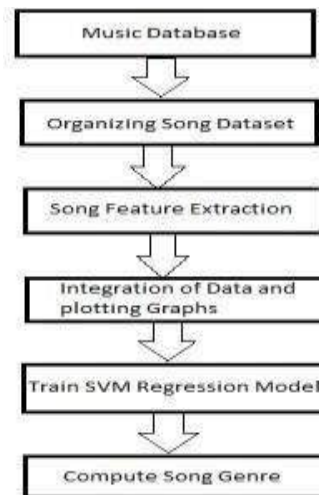 Music Database
Organizing Song Dataset
Song Feature Extraction
Integration of Data and
plotting Graphs
Train SVM Regression Model
Compute Song Genre